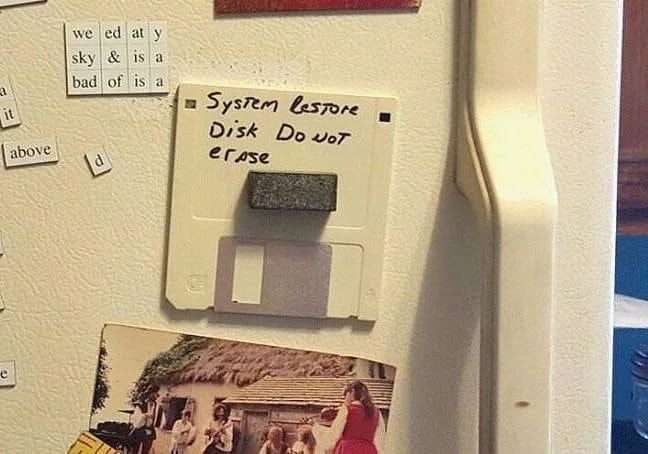 we ed at y
sky & is a
bad of is a
a
it
above
d
e
System Restore
Disk Do not
erase